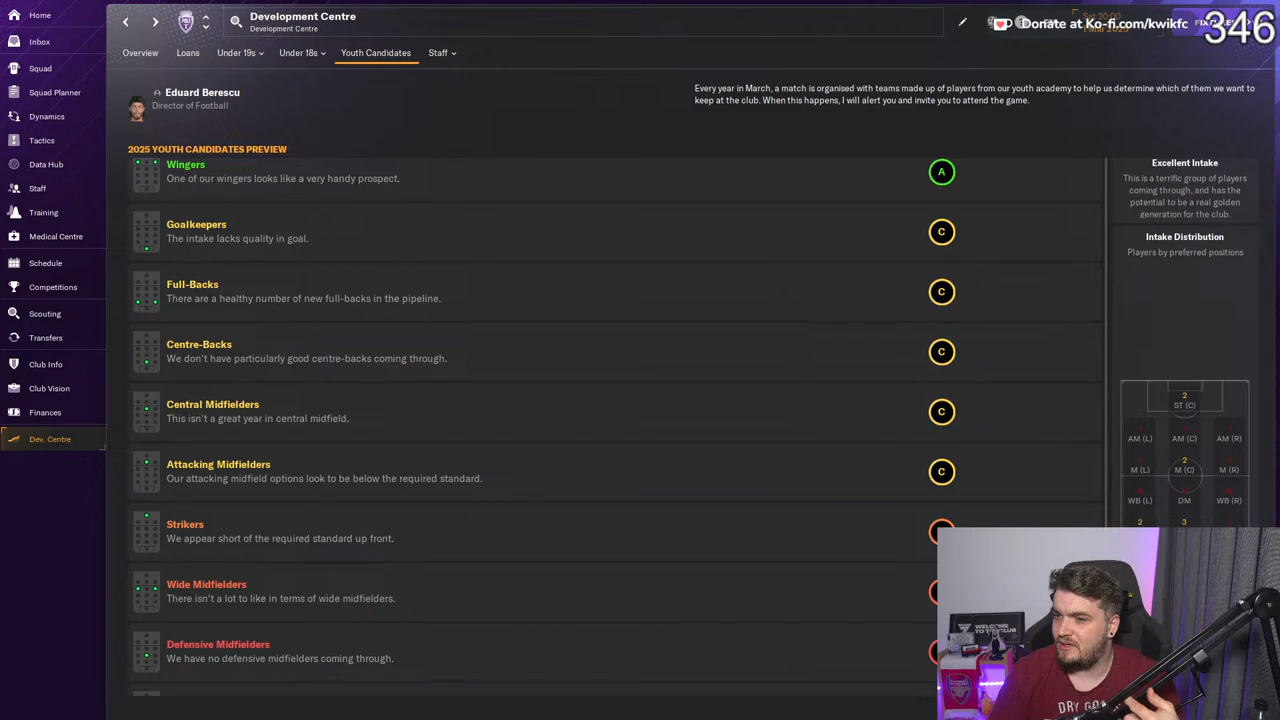 Home
Inbox
Squad
Squad Planner
Dynamics
Tactics
Data Hub
Staff
Training
Medical Centre
Schedule
Competitions
Scouting
Transfers
Club Info
Club Vision
Finances
Dev. Centre
Development Centre
Development Centre
Donate at Ko-fi.com/kwikfc
346
Overview
Loans
Under 19s
Under 18s
Youth Candidates
Staff
Eduard Berescu
Director of Football
Every year in March, a match is organised with teams made up of players from our youth academy to help us determine which of them we want to
keep at the club. When this happens, I will alert you and invite you to attend the game.
2025 YOUTH CANDIDATES PREVIEW
Wingers
One of our wingers looks like a very handy prospect.
A
Goalkeepers
The intake lacks quality in goal.
C
Full-Backs
There are a healthy number of new full-backs in the pipeline.
C
Centre-Backs
We don't have particularly good centre-backs coming through.
C
Central Midfielders
This isn't a great year in central midfield.
C
Attacking Midfielders
Our attacking midfield options look to be below the required standard.
C
Strikers
We appear short of the required standard up front.
Wide Midfielders
There isn't a lot to like in terms of wide midfielders.
Defensive Midfielders
We have no defensive midfielders coming through.
Excellent Intake
This is a terrific group of players
coming through, and has the
potential to be a real golden
generation for the club.
Intake Distribution
Players by preferred positions
2
ST (C)
AM (L) AM (C) AM (R)
2
M (L) M (C) M (R)
WB (L) DM WB (R)
2 3
WELCOME